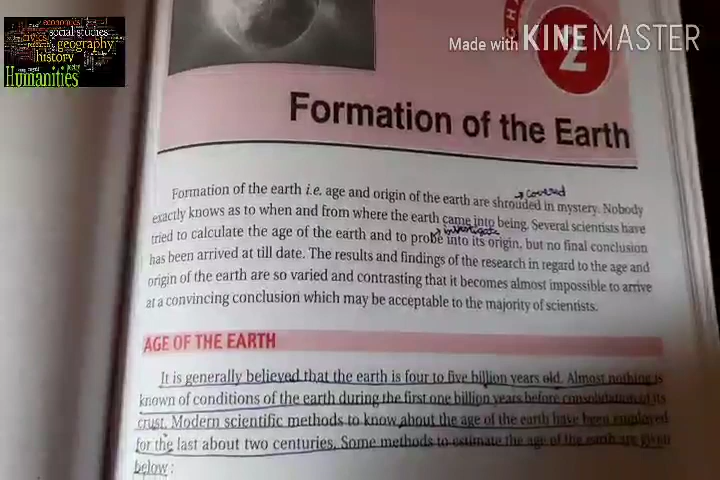 economics
social studies
civics
geography
history
Humanities
Made with KINEMASTER
CHA
2
Formation of the Earth
covered
Formation of the earth i.e. age and origin of the earth are shrouded in mystery. Nobody
exactly knows as to when and from where the earth came into being. Several scientists have
investigate
tried to calculate the age of the earth and to probe into its origin, but no final conclusion
has been arrived at till date. The results and findings of the research in regard to the age and
origin of the earth are so varied and contrasting that it becomes almost impossible to arrive
at a convincing conclusion which may be acceptable to the majority of scientists.
AGE OF THE EARTH
It is generally believed that the earth is four to five billion years old. Almost nothing is
known of conditions of the earth during the first one billion years before consolidation of its
crust. Modern scientific methods to know about the age of the earth have been employed
for the last about two centuries. Some methods to estimate the age of the earth are given
below :